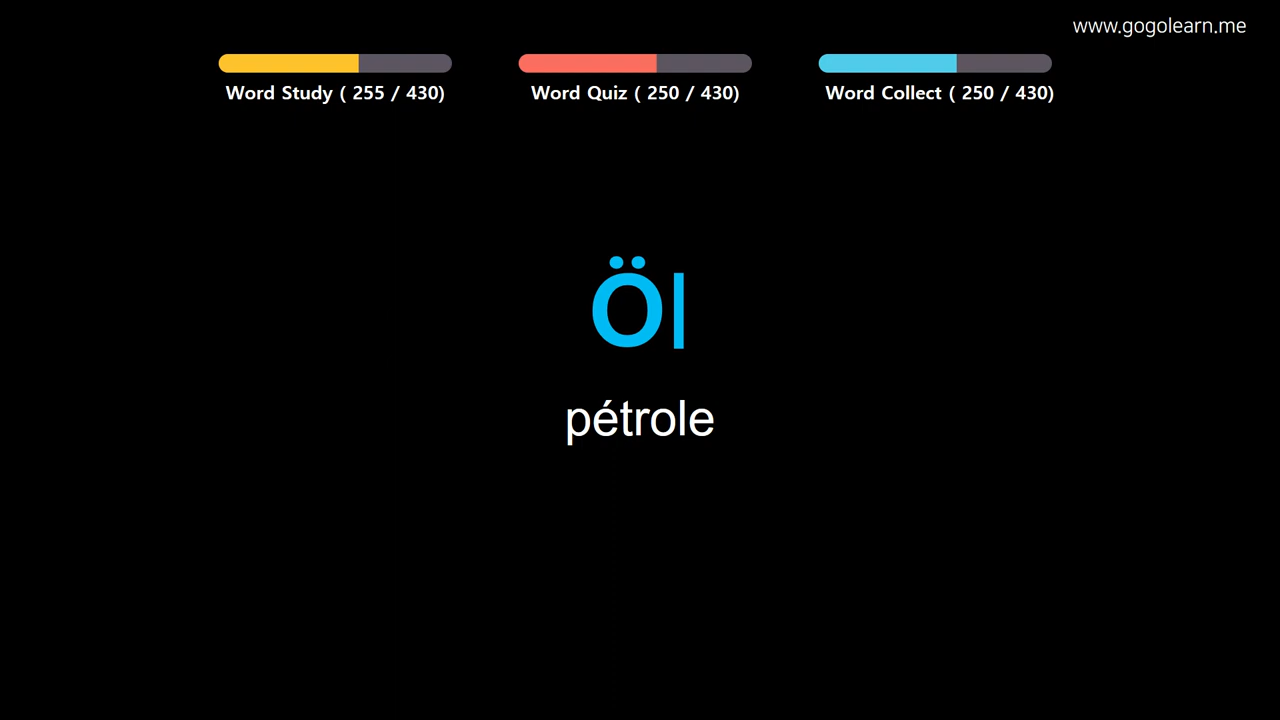 www.gogolearn.me
Word Study ( 255 / 430)
Word Quiz ( 250 / 430)
Word Collect ( 250 / 430)
Öl
pétrole